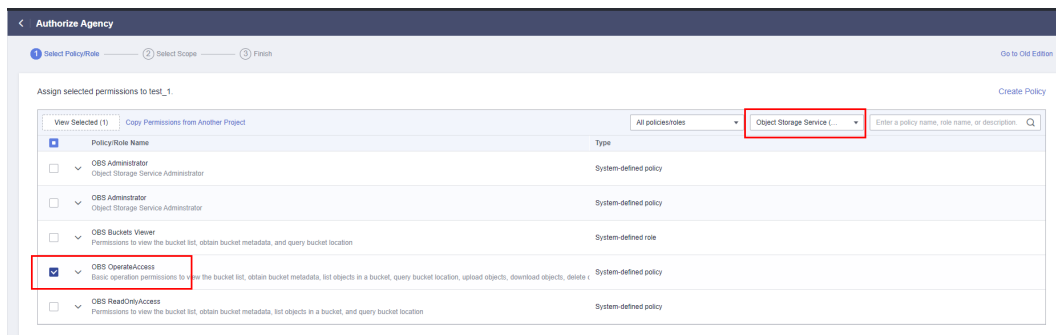 Authorize Agency
1 Select Policy/Role 2 Select Scope 3 Finish Go to Old Edition
Assign selected permissions to test_1. Create Policy
View Selected (1) Copy Permissions from Another Project All policies/roles Object Storage Service (... Enter a policy name, role name, or description.
Policy/Role Name Type
OBS Administrator
Object Storage Service Administrator
System-defined policy
OBS Adminstrator
Object Storage Service Adminstrator
System-defined policy
OBS Buckets Viewer
Permissions to view the bucket list, obtain bucket metadata, and query bucket location
System-defined role
OBS OperateAccess
Basic operation permissions to view the bucket list, obtain bucket metadata, list objects in a bucket, query bucket location, upload objects, download objects, delete
System-defined policy
OBS ReadOnlyAccess
Permissions to view the bucket list, obtain bucket metadata, list objects in a bucket, and query bucket location
System-defined policy